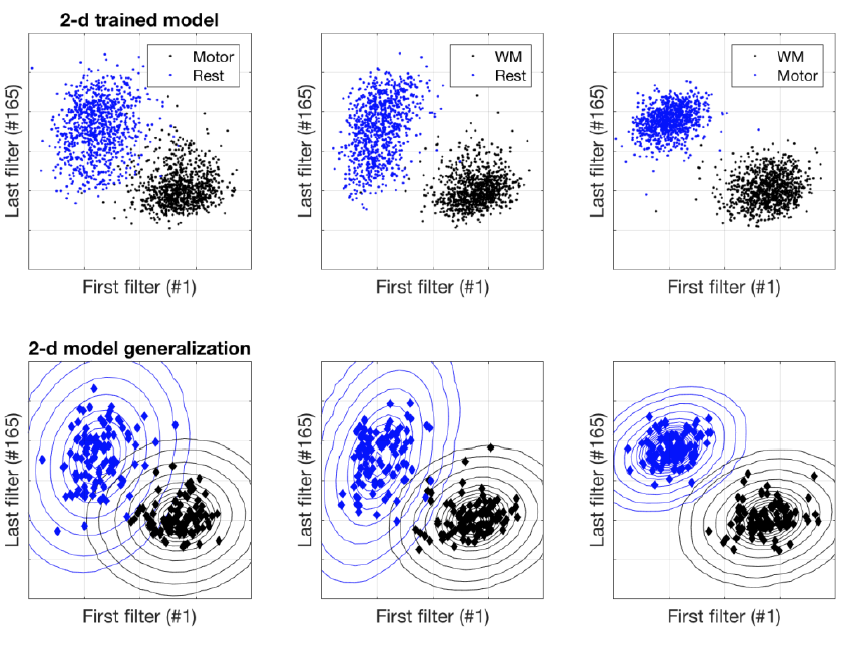 2-d trained model
Motor
Rest
Last filter (#165)
First filter (#1)
WM
Rest
Last filter (#165)
First filter (#1)
WM
Motor
Last filter (#165)
First filter (#1)
2-d model generalization
Last filter (#165)
First filter (#1)
Last filter (#165)
First filter (#1)
Last filter (#165)
First filter (#1)